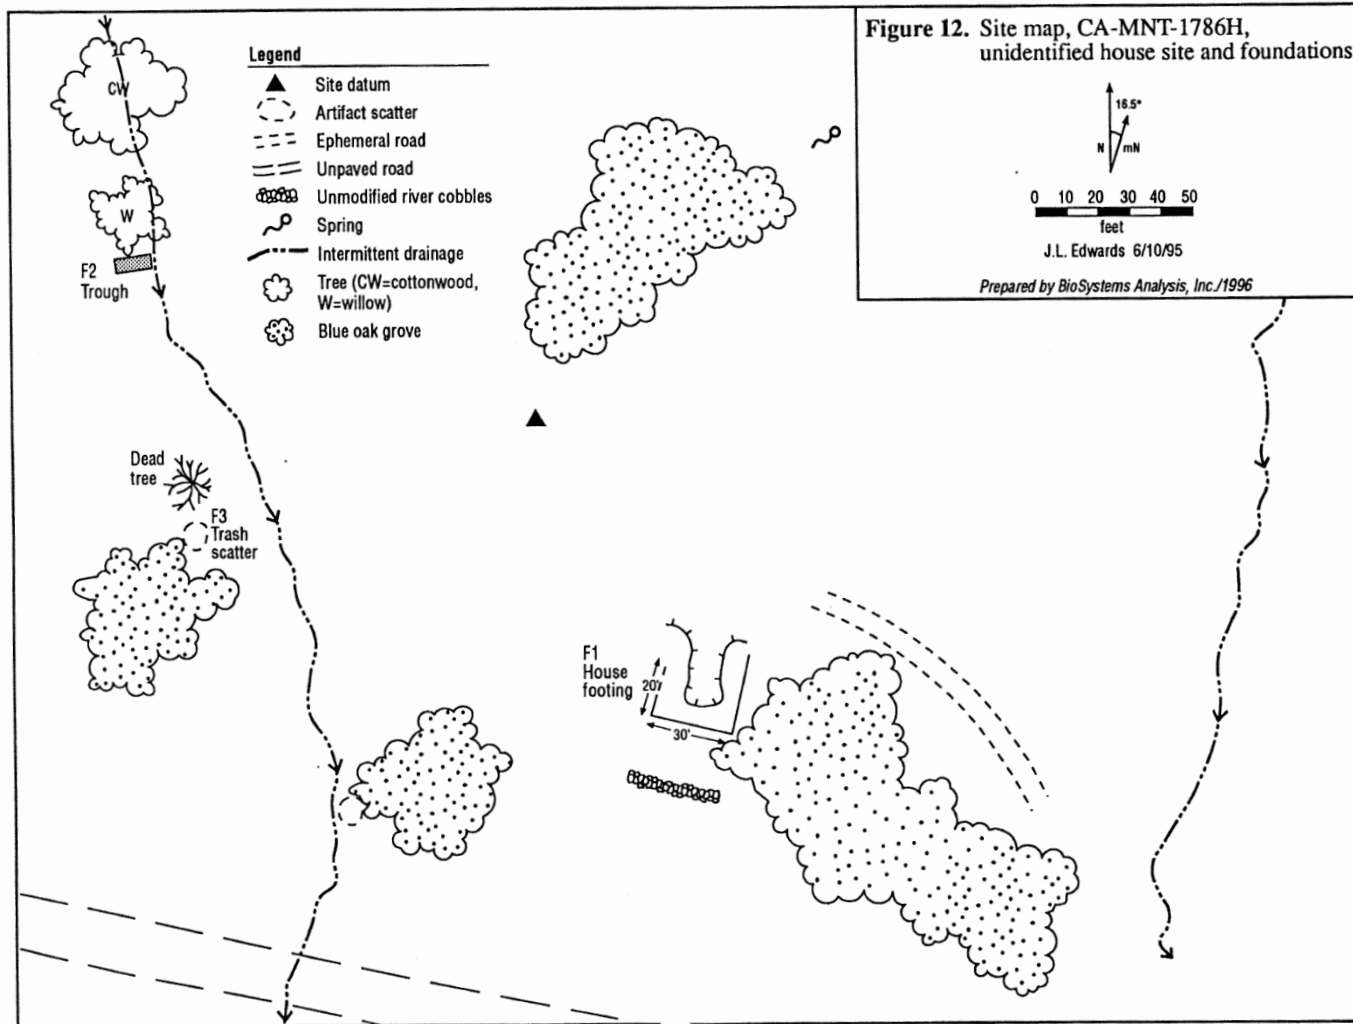 Figure 12. Site map, CA-MNT-1786H,
unidentified house site and foundations
16.5°
N mN
0 10 20 30 40 50
feet
J.L. Edwards 6/10/95
Prepared by BioSystems Analysis, Inc./1996
Legend
Site datum
Artifact scatter
Ephemeral road
Unpaved road
Unmodified river cobbles
Spring
Intermittent drainage
Tree (CW=cottonwood,
W=willow)
Blue oak grove
CW
W
F2
Trough
Dead
tree
F3
Trash
scatter
F1
House
footing
20'
30'